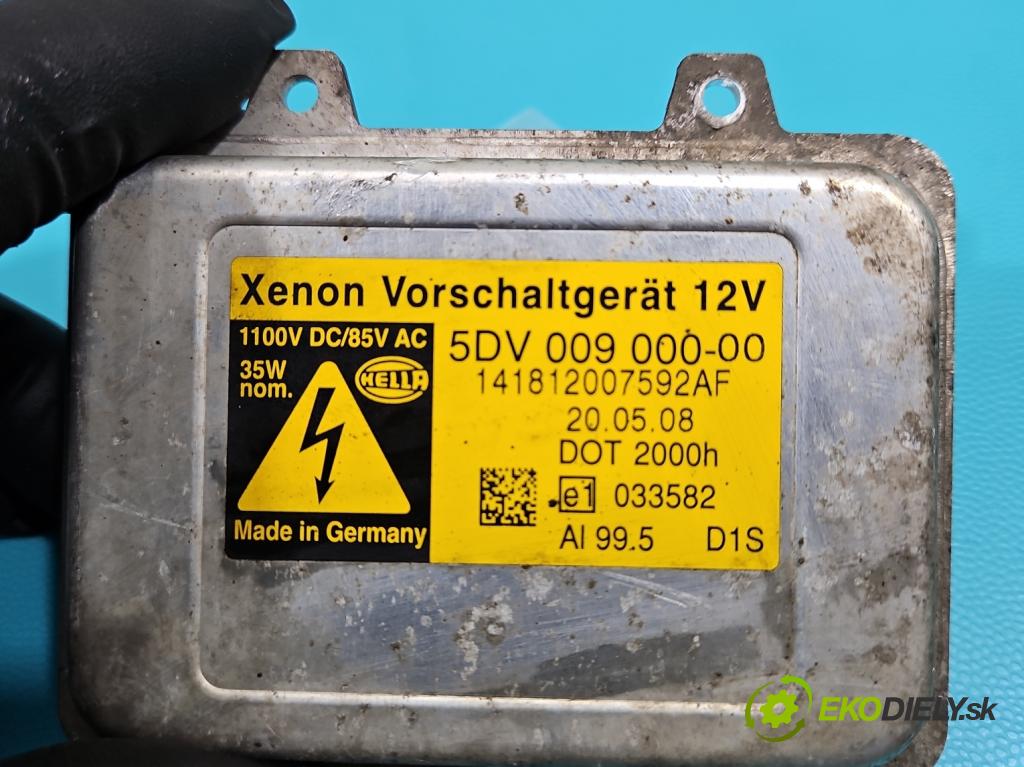 Xenon Vorschaltgerät 12V
1100V DC/85V AC
35W
nom.
HELLA
Made in Germany
5DV 009 000-00
141812007592AF
20.05.08
DOT 2000h
e1 033582
Al 99.5 D1S
EKODIELY.sk